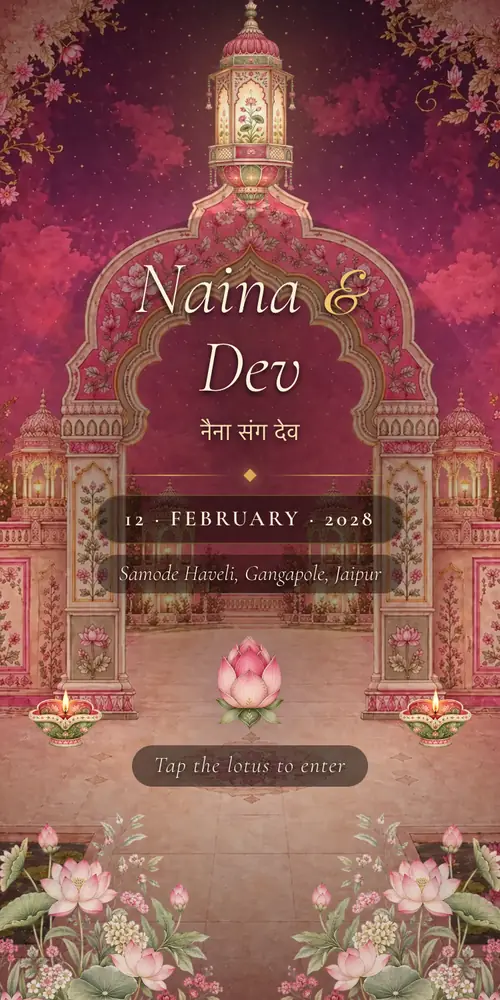 Naina &
Dev
नैना संग देव
12 · FEBRUARY · 2028
Samode Haveli, Gangapole, Jaipur
Tap the lotus to enter